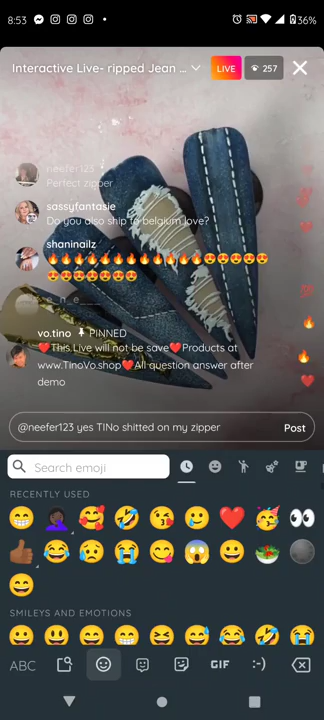 8:53
36%
Interactive Live- ripped Jean ...
LIVE
257
neefer123
Perfect zipper
sassyfantasie
Do you also ship to belgium love?
shaninailz
🔥🔥🔥🔥🔥🔥🔥🔥🔥🔥🔥🔥😍😍😍😍😍
😍😍😍😍😍😍😍
vo.tino 📌 PINNED
❤️This Live will not be save❤️Products at
www.TinoVo.shop❤️All question answer after
demo
@neefer123 yes TINo shitted on my zipper
Post
Search emoji
RECENTLY USED
SMILEYS AND EMOTIONS
ABC
GIF
:-)